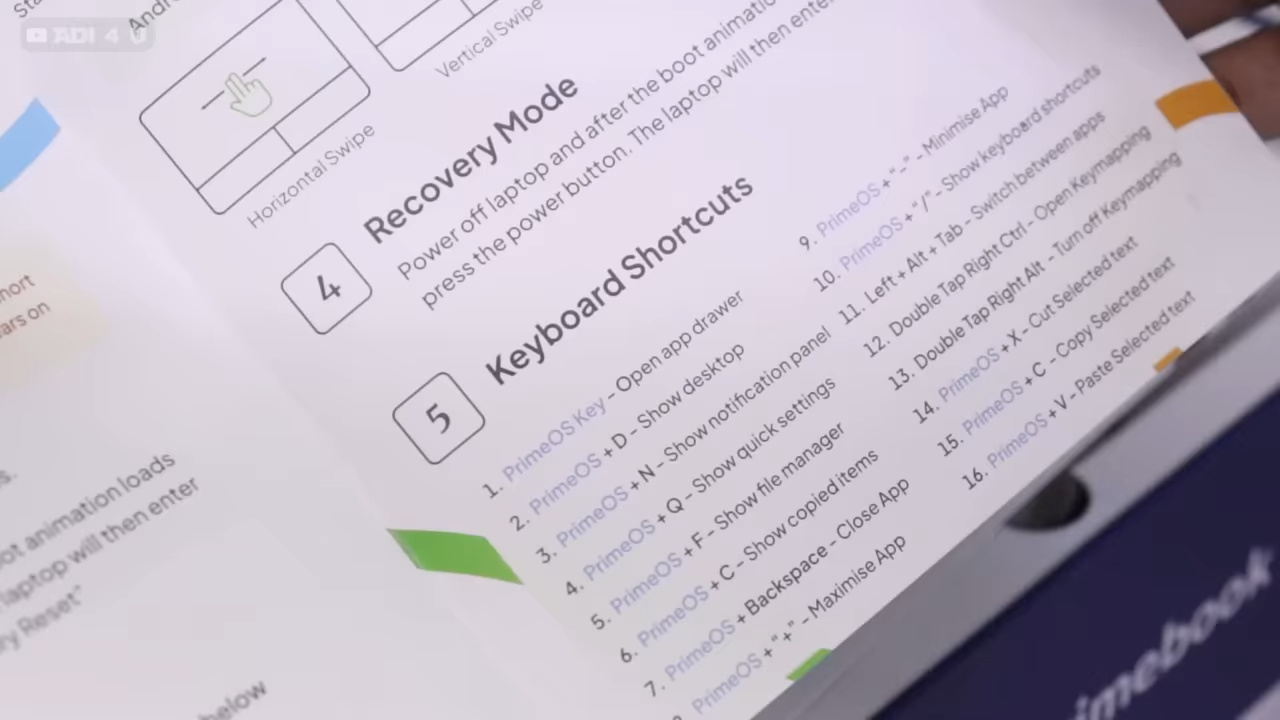 ADI 4 U
Horizontal Swipe
Vertical Swipe
4
Recovery Mode
Power off laptop and after the boot
press the power button. The laptop will then
5
Keyboard Shortcuts
1. PrimeOS Key – Open app drawer
2. PrimeOS + D – Show desktop
3. PrimeOS + N – Show notification panel
4. PrimeOS + Q – Show quick settings
5. PrimeOS + F – Show file manager
6. PrimeOS + C – Show copied items
7. PrimeOS + Backspace – Close App
PrimeOS + "+" – Maximise App
9. PrimeOS + "-" – Minimise App
10. PrimeOS + "/" – Show keyboard shortcuts
11. Left + Alt + Tab – Switch between apps
12. Double Tap Right Ctrl – Open Keymapping
13. Double Tap Right Alt – Turn off Keymapping
14. PrimeOS + X – Cut Selected text
15. PrimeOS + C – Copy Selected text
16. PrimeOS + V – Paste Selected text
animation loads
laptop will then enter
Reset"
below